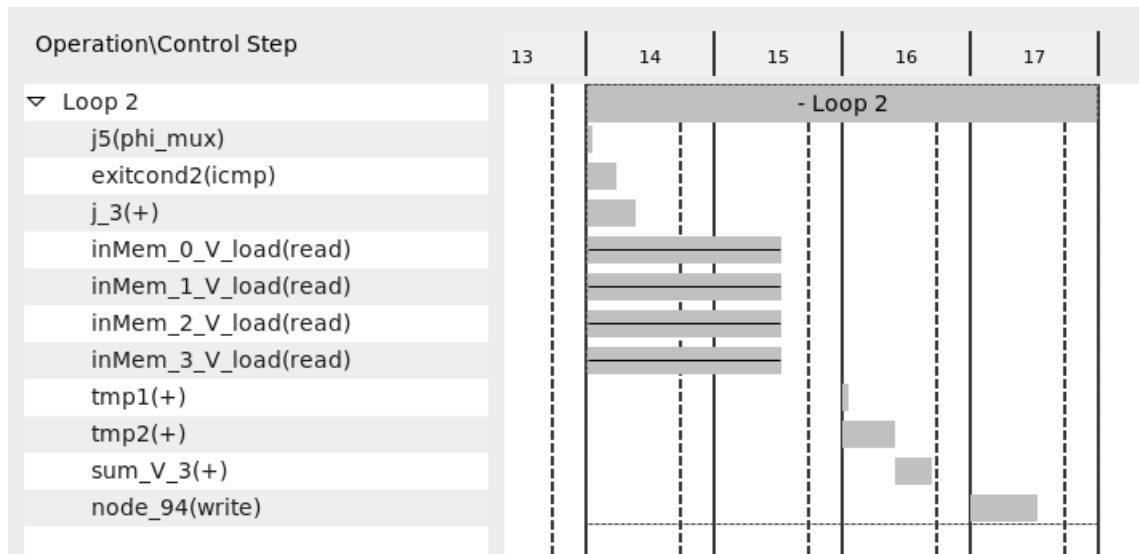 Operation\Control Step
13 14 15 16 17
Loop 2 - Loop 2
j5(phi_mux)
exitcond2(icmp)
j_3(+)
inMem_0_V_load(read)
inMem_1_V_load(read)
inMem_2_V_load(read)
inMem_3_V_load(read)
tmp1(+)
tmp2(+)
sum_V_3(+)
node_94(write)